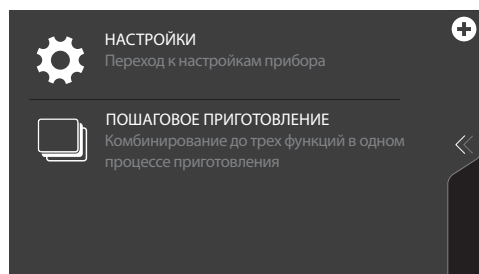 НАСТРОЙКИ
Переход к настройкам прибора
ПОШАГОВОЕ ПРИГОТОВЛЕНИЕ
Комбинирование до трех функций в одном
процессе приготовления